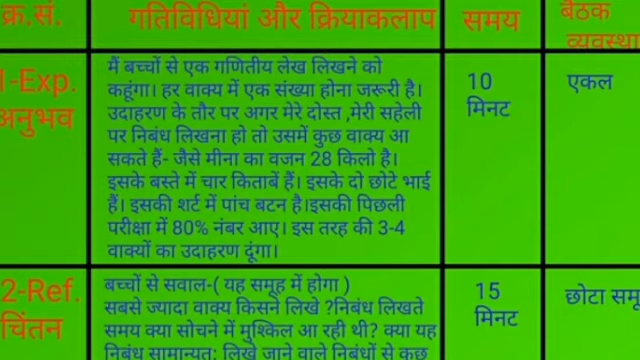 क्र.सं. गतिविधियां और क्रियाकलाप समय बैठक
व्यवस्था
1-Exp.
अनुभव
मैं बच्चों से एक गणितीय लेख लिखने को
कहूंगा। हर वाक्य में एक संख्या होना जरूरी है।
उदाहरण के तौर पर अगर मेरे दोस्त ,मेरी सहेली
पर निबंध लिखना हो तो उसमें कुछ वाक्य आ
सकते हैं- जैसे मीना का वजन 28 किलो है।
इसके बस्ते में चार किताबें हैं। इसके दो छोटे भाई
हैं। इसकी शर्ट में पांच बटन है।इसकी पिछली
परीक्षा में 80% नंबर आए। इस तरह की 3-4
वाक्यों का उदाहरण दूंगा।
10
मिनट
एकल
2-Ref.
चिंतन
बच्चों से सवाल-( यह समूह में होगा )
सबसे ज्यादा वाक्य किसने लिखे ?निबंध लिखते
समय क्या सोचने में मुश्किल आ रही थी? क्या यह
निबंध सामान्यत: लिखे जाने वाले निबंधों से कुछ
15
मिनट
छोटा समू